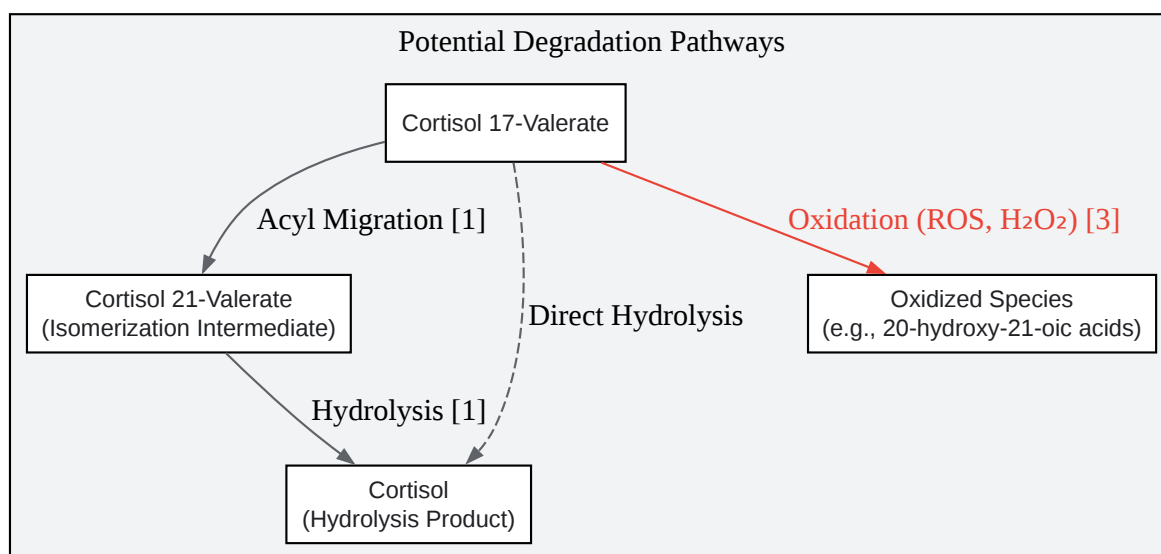 Potential Degradation Pathways
Cortisol 17-Valerate
Acyl Migration [1]
Oxidation (ROS, H₂O₂) [3]
Cortisol 21-Valerate
(Isomerization Intermediate)
Direct Hydrolysis
Oxidized Species
(e.g., 20-hydroxy-21-oic acids)
Hydrolysis [1]
Cortisol
(Hydrolysis Product)